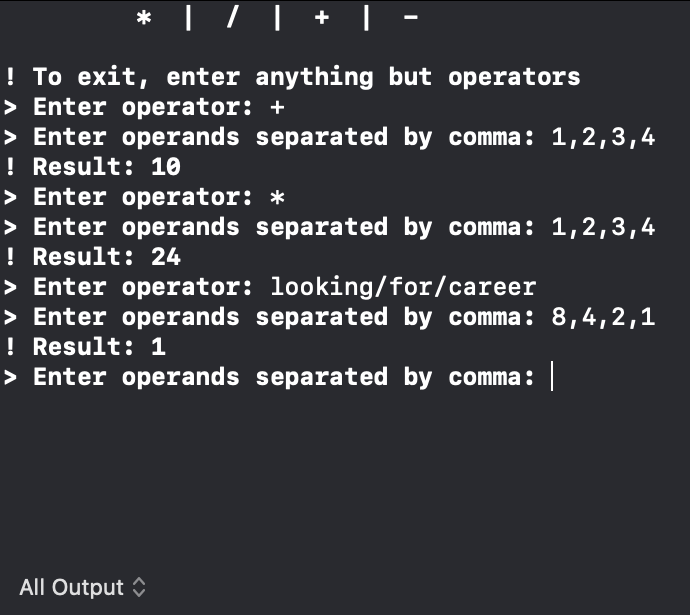 * | / | + | -
! To exit, enter anything but operators
> Enter operator: +
> Enter operands separated by comma: 1,2,3,4
! Result: 10
> Enter operator: *
> Enter operands separated by comma: 1,2,3,4
! Result: 24
> Enter operator: looking/for/career
> Enter operands separated by comma: 8,4,2,1
! Result: 1
> Enter operands separated by comma:
All Output